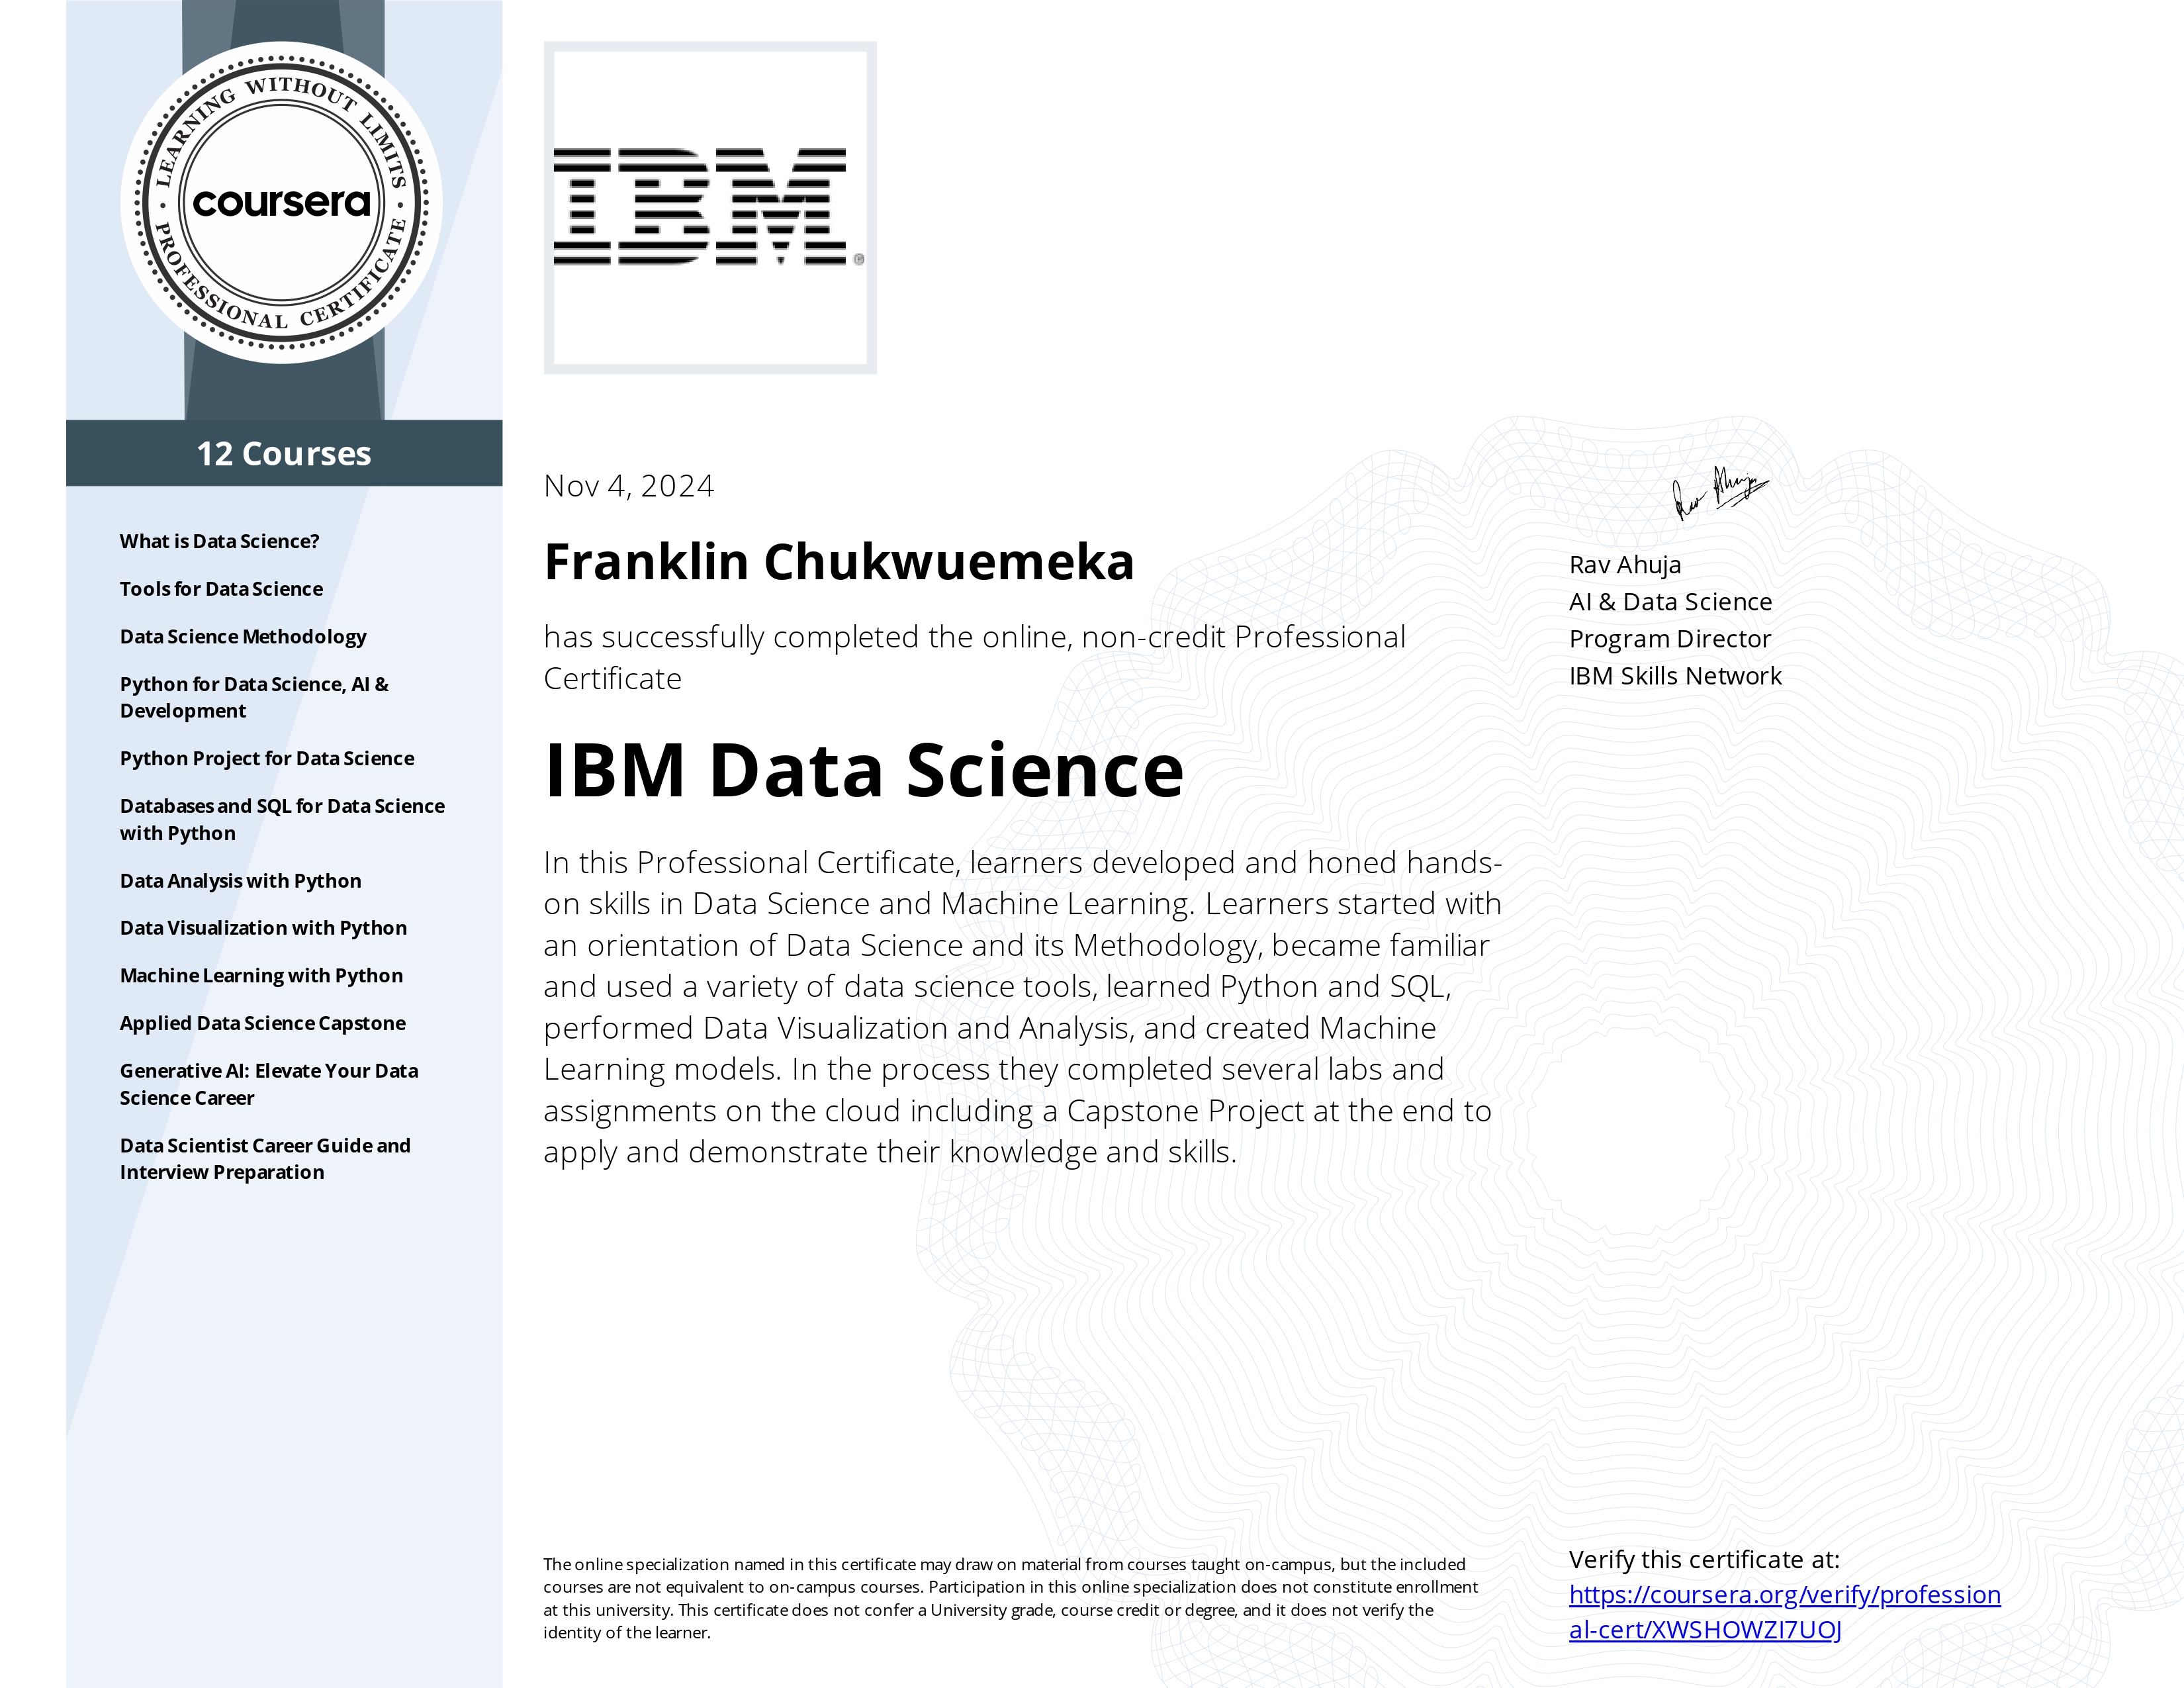 LEARNING WITHOUT LIMITS
coursera
PROFESSIONAL CERTIFICATE
12 Courses
What is Data Science?
Tools for Data Science
Data Science Methodology
Python for Data Science, AI &
Development
Python Project for Data Science
Databases and SQL for Data Science
with Python
Data Analysis with Python
Data Visualization with Python
Machine Learning with Python
Applied Data Science Capstone
Generative AI: Elevate Your Data
Science Career
Data Scientist Career Guide and
Interview Preparation
IBM®
Nov 4, 2024
Franklin Chukwuemeka
has successfully completed the online, non-credit Professional
Certificate
IBM Data Science
In this Professional Certificate, learners developed and honed hands-
on skills in Data Science and Machine Learning. Learners started with
an orientation of Data Science and its Methodology, became familiar
and used a variety of data science tools, learned Python and SQL,
performed Data Visualization and Analysis, and created Machine
Learning models. In the process they completed several labs and
assignments on the cloud including a Capstone Project at the end to
apply and demonstrate their knowledge and skills.
Rav Ahuja
Rav Ahuja
AI & Data Science
Program Director
IBM Skills Network
The online specialization named in this certificate may draw on material from courses taught on-campus, but the included
courses are not equivalent to on-campus courses. Participation in this online specialization does not constitute enrollment
at this university. This certificate does not confer a University grade, course credit or degree, and it does not verify the
identity of the learner.
Verify this certificate at:
https://coursera.org/verify/profession
al-cert/XWSHOWZI7UOJ